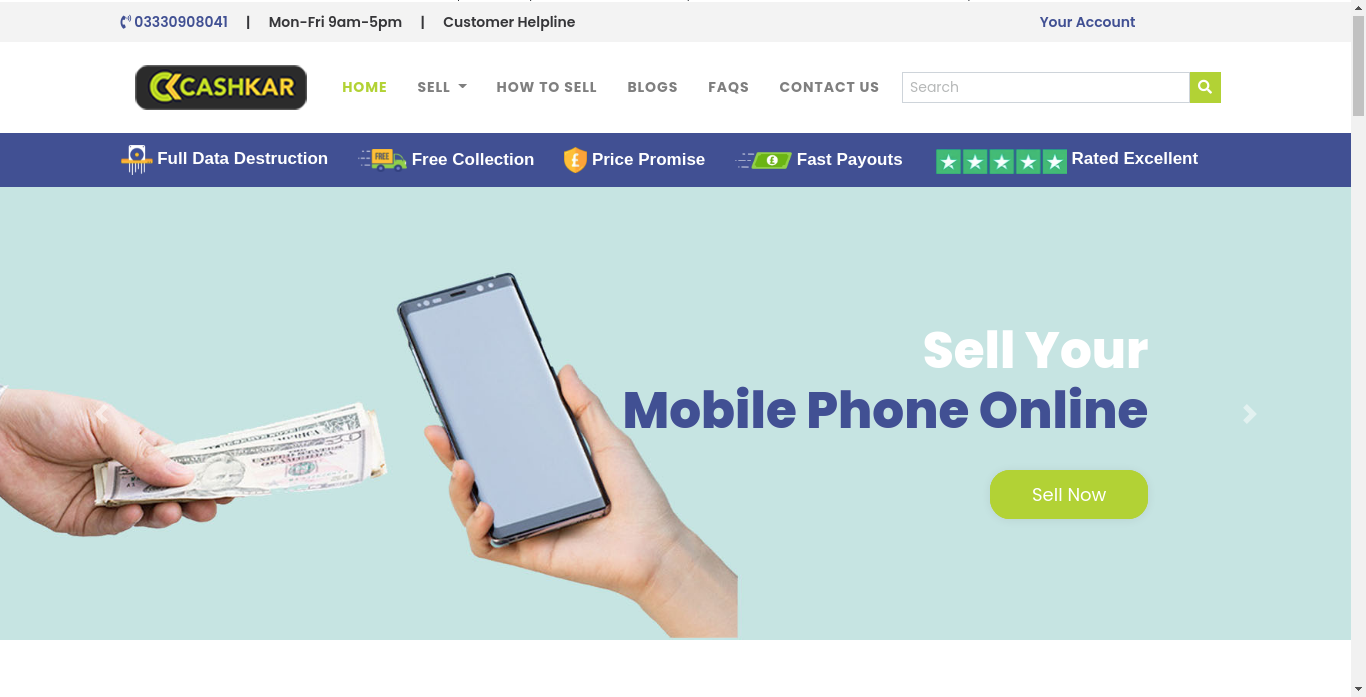 03330908041 | Mon-Fri 9am-5pm | Customer Helpline Your Account
CASHKAR HOME SELL HOW TO SELL BLOGS FAQS CONTACT US Search
Full Data Destruction FREE Free Collection £ Price Promise £ Fast Payouts Rated Excellent
Sell Your
Mobile Phone Online
Sell Now